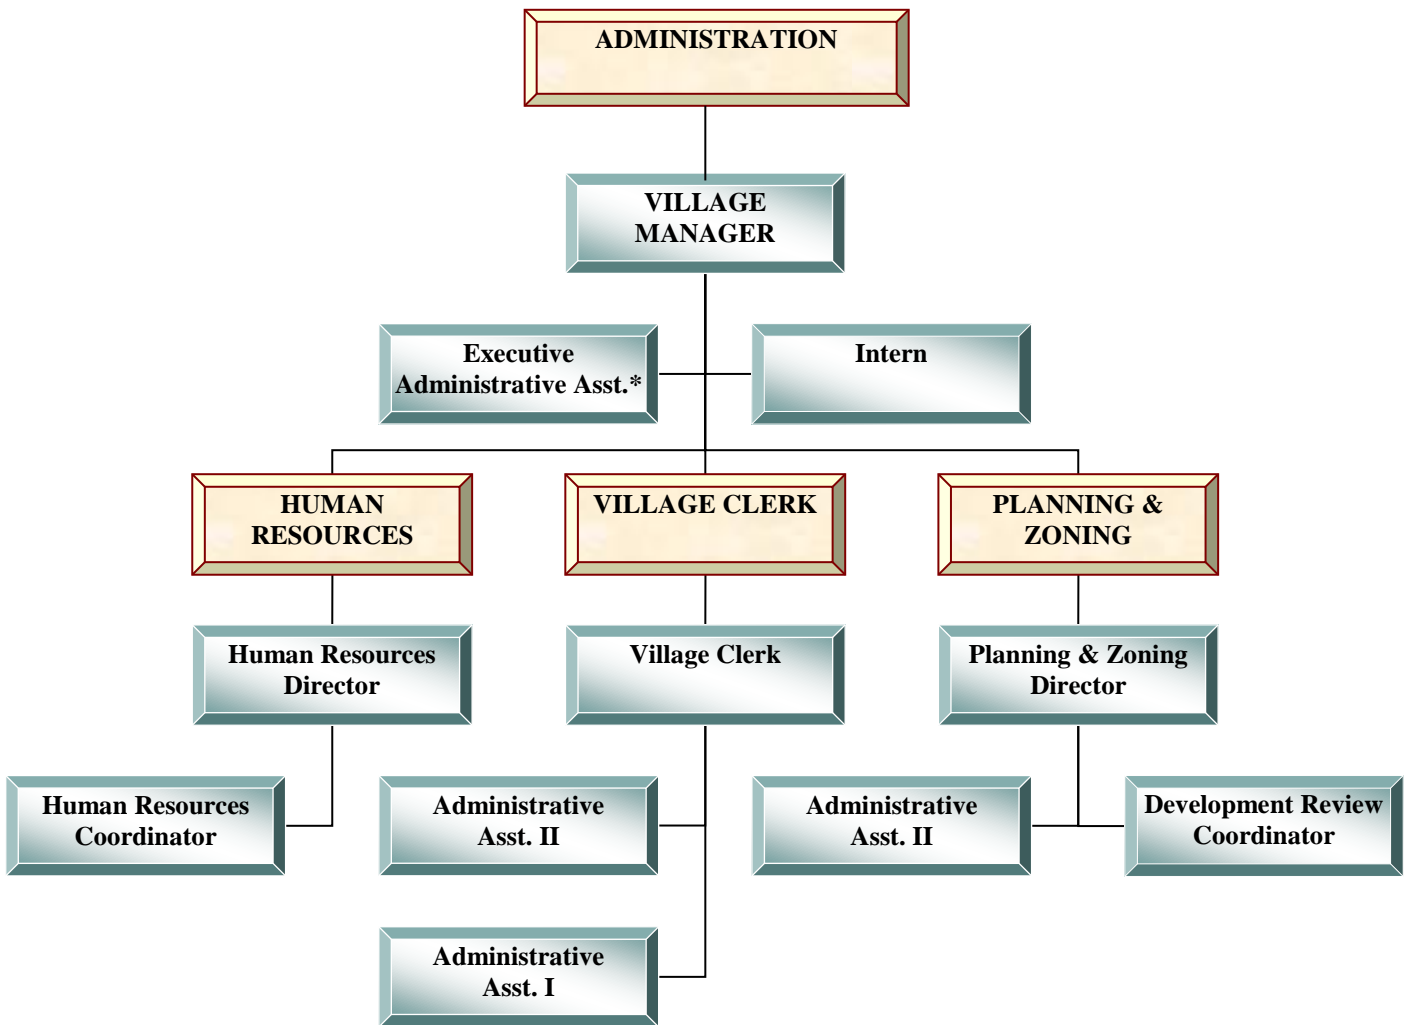 ADMINISTRATION
VILLAGE
MANAGER
Executive
Administrative Asst.*
Intern
HUMAN
RESOURCES
VILLAGE CLERK
PLANNING &
ZONING
Human Resources
Director
Village Clerk
Planning & Zoning
Director
Human Resources
Coordinator
Administrative
Asst. II
Administrative
Asst. II
Development Review
Coordinator
Administrative
Asst. I